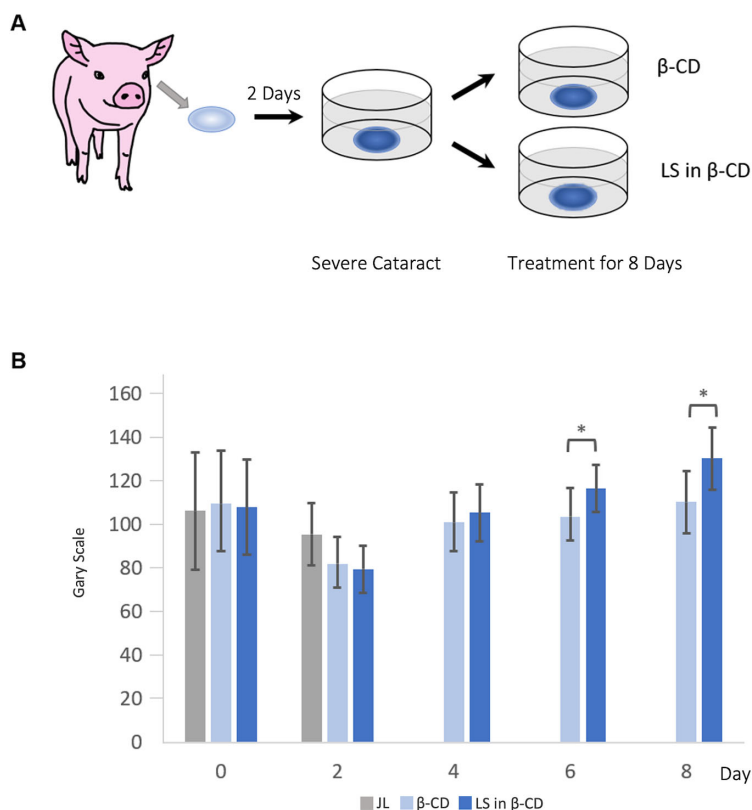 A
2 Days
β-CD
LS in β-CD
Severe Cataract
Treatment for 8 Days
B
160
140
120
100
80
60
40
20
0
Gary Scale
*
*
0 2 4 6 8 Day
JL β-CD LS in β-CD